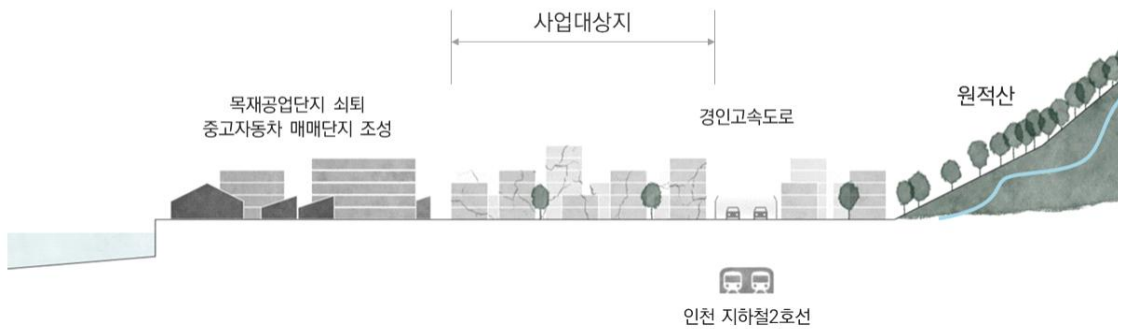 사업대상지
목재공업단지 쇠퇴
중고자동차 매매단지 조성
경인고속도로
원적산
인천 지하철2호선